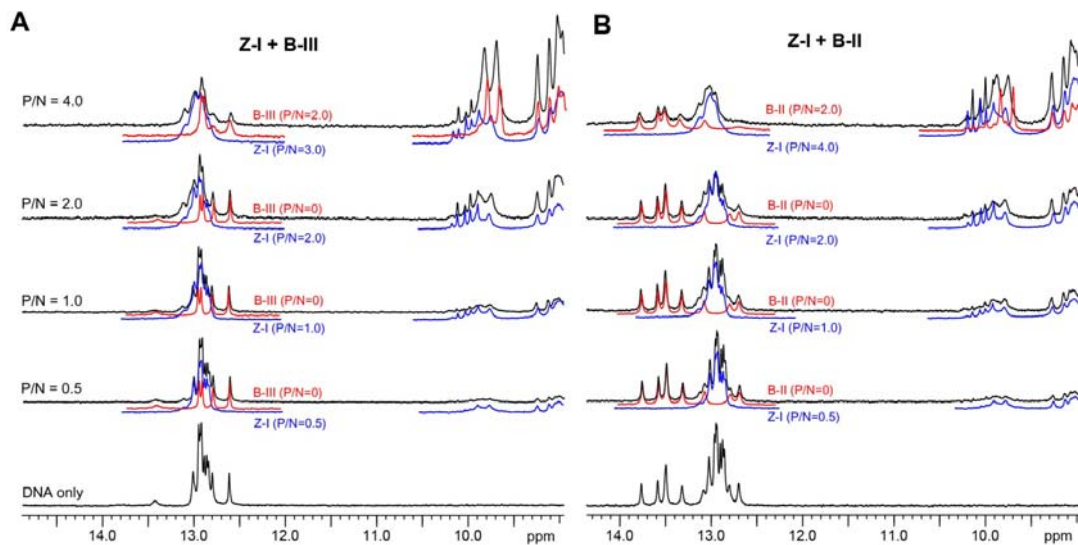 A
Z-I + B-III
P/N = 4.0
B-III (P/N=2.0)
Z-I (P/N=3.0)
P/N = 2.0
B-III (P/N=0)
Z-I (P/N=2.0)
P/N = 1.0
B-III (P/N=0)
Z-I (P/N=1.0)
P/N = 0.5
B-III (P/N=0)
Z-I (P/N=0.5)
DNA only
14.0 13.0 12.0 11.0 10.0 ppm
B
Z-I + B-II
B-II (P/N=2.0)
Z-I (P/N=4.0)
B-II (P/N=0)
Z-I (P/N=2.0)
B-II (P/N=0)
Z-I (P/N=1.0)
B-II (P/N=0)
Z-I (P/N=0.5)
14.0 13.0 12.0 11.0 10.0 ppm